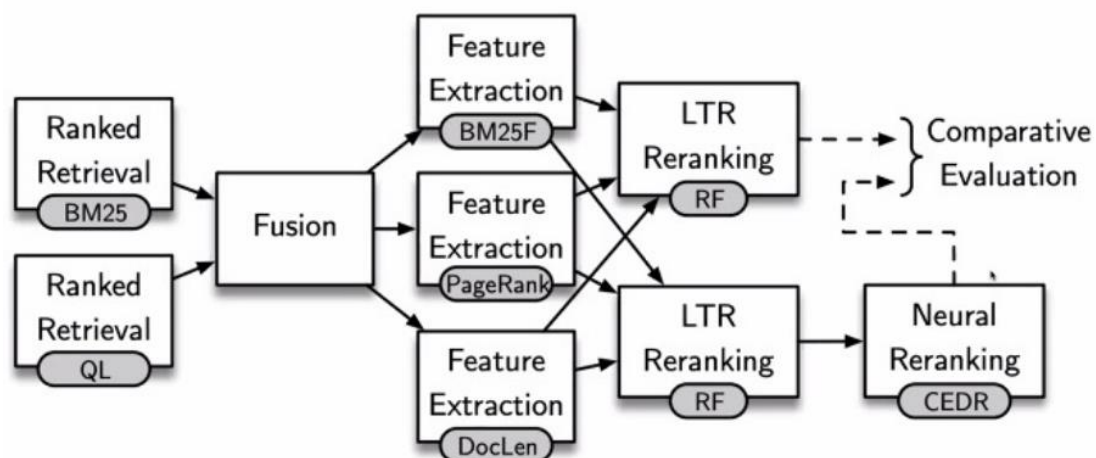 Ranked
Retrieval
BM25
Ranked
Retrieval
QL
Fusion
Feature
Extraction
BM25F
Feature
Extraction
PageRank
Feature
Extraction
DocLen
LTR
Reranking
RF
LTR
Reranking
RF
Neural
Reranking
CEDR
Comparative
Evaluation